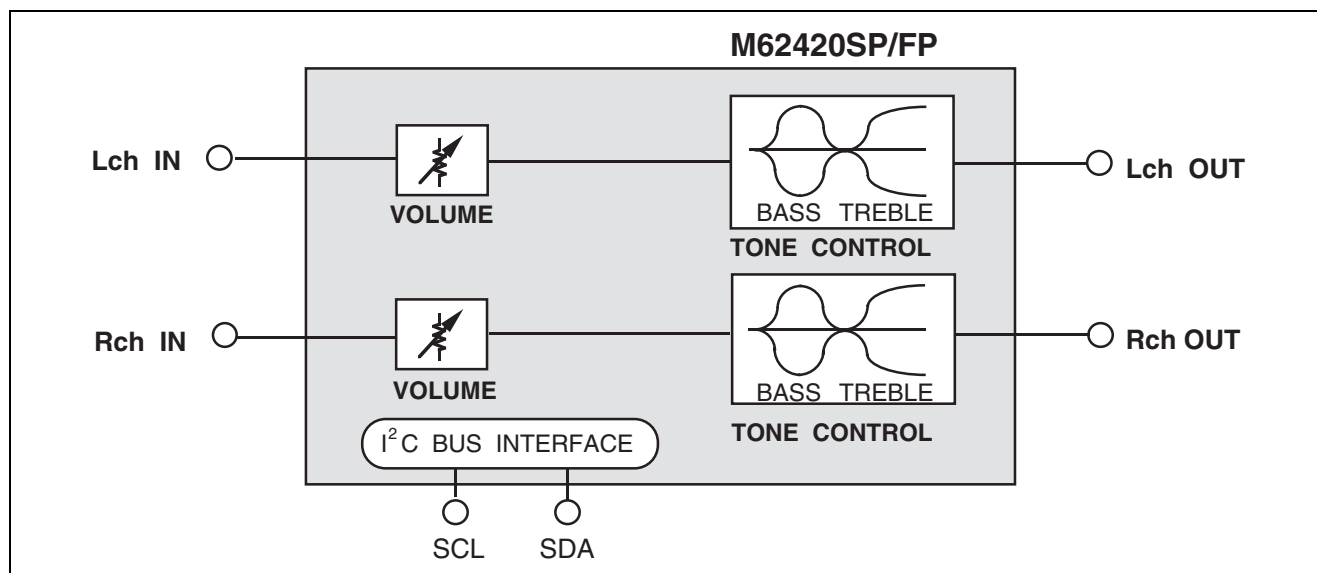 M62420SP/FP
Lch IN
VOLUME
BASS TREBLE
TONE CONTROL
Lch OUT
Rch IN
VOLUME
BASS TREBLE
TONE CONTROL
Rch OUT
I²C BUS INTERFACE
SCL
SDA